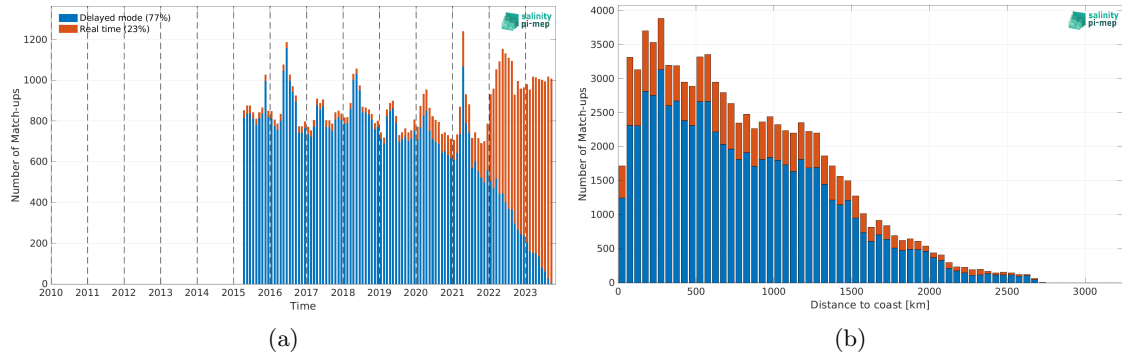 Delayed mode (77%)
Real time (23%)
salinity
pi-mep
Number of Match-ups
1200
1000
800
600
400
200
0
2010 2011 2012 2013 2014 2015 2016 2017 2018 2019 2020 2021 2022 2023
Time
(a)
salinity
pi-mep
Number of Match-ups
4000
3500
3000
2500
2000
1500
1000
500
0
0 500 1000 1500 2000 2500 3000
Distance to coast [km]
(b)